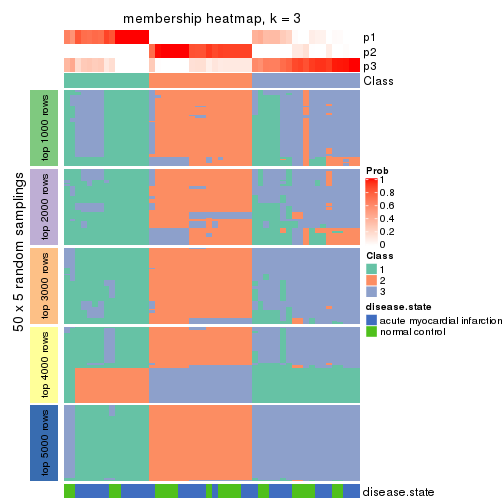 membership heatmap, k = 3
p1
p2
p3
Class
50 x 5 random samplings
top 1000 rows
top 2000 rows
top 3000 rows
top 4000 rows
top 5000 rows
disease.state
Prob
1
0.8
0.6
0.4
0.2
0
Class
1
2
3
disease.state
acute myocardial infarction
normal control